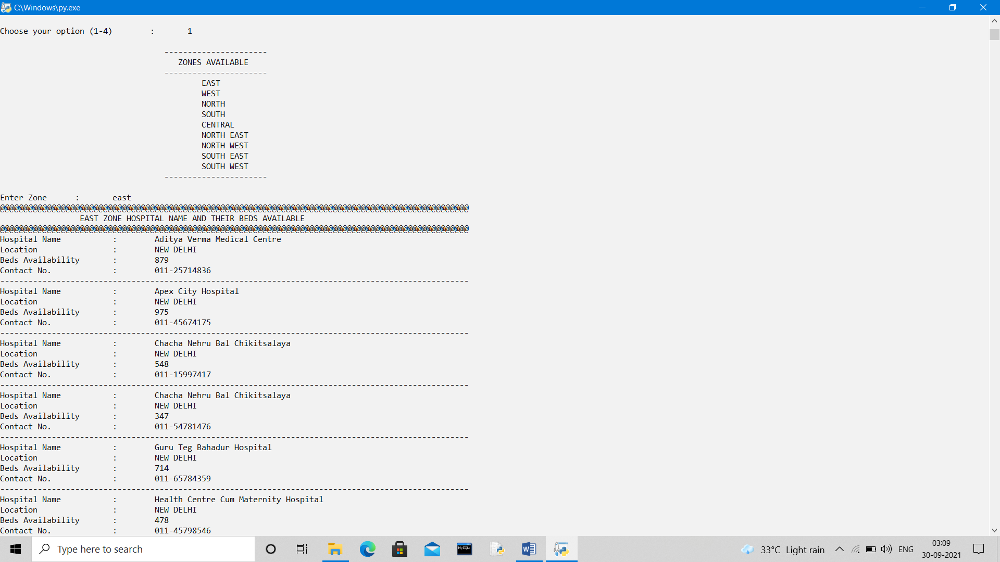 C:\Windows\py.exe
Choose your option (1-4) : 1
----------------------
ZONES AVAILABLE
----------------------
EAST
WEST
NORTH
SOUTH
CENTRAL
NORTH EAST
NORTH WEST
SOUTH EAST
SOUTH WEST
----------------------
Enter Zone : east
@@@@@@@@@@@@@@@@@@@@@@@@@@@@@@@@@@@@@@@@@@@@@@@@@@@@@@@@@@@@@@@@@@@@@@@@@@@@@@@@@@@@@@@@@@@@@@@@@@@@
EAST ZONE HOSPITAL NAME AND THEIR BEDS AVAILABLE
@@@@@@@@@@@@@@@@@@@@@@@@@@@@@@@@@@@@@@@@@@@@@@@@@@@@@@@@@@@@@@@@@@@@@@@@@@@@@@@@@@@@@@@@@@@@@@@@@@@@
Hospital Name : Aditya Verma Medical Centre
Location : NEW DELHI
Beds Availability : 879
Contact No. : 011-25714836
----------------------------------------------------------------------------------------------------
Hospital Name : Apex City Hospital
Location : NEW DELHI
Beds Availability : 975
Contact No. : 011-45674175
----------------------------------------------------------------------------------------------------
Hospital Name : Chacha Nehru Bal Chikitsalaya
Location : NEW DELHI
Beds Availability : 548
Contact No. : 011-15997417
----------------------------------------------------------------------------------------------------
Hospital Name : Chacha Nehru Bal Chikitsalaya
Location : NEW DELHI
Beds Availability : 347
Contact No. : 011-54781476
----------------------------------------------------------------------------------------------------
Hospital Name : Guru Teg Bahadur Hospital
Location : NEW DELHI
Beds Availability : 714
Contact No. : 011-65784359
----------------------------------------------------------------------------------------------------
Hospital Name : Health Centre Cum Maternity Hospital
Location : NEW DELHI
Beds Availability : 478
Contact No. : 011-45798546
Type here to search
MySQL
W
33°C Light rain
ENG
03:09
30-09-2021